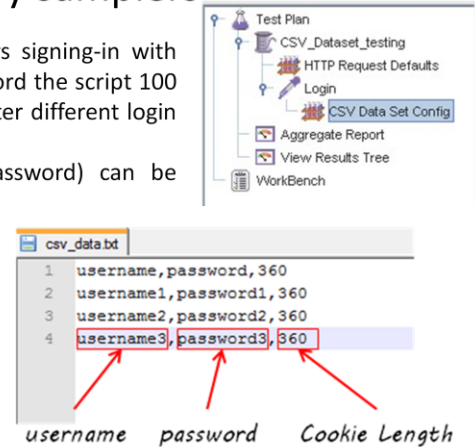 samplers
rs signing-in with
ord the script 100
ter different login
assword) can be
Test Plan
CSV_Dataset_testing
HTTP Request Defaults
Login
CSV Data Set Config
Aggregate Report
View Results Tree
WorkBench
csv_data.txt
1 username,password,360
2 username1,password1,360
3 username2,password2,360
4 username3,password3,360
username password Cookie Length